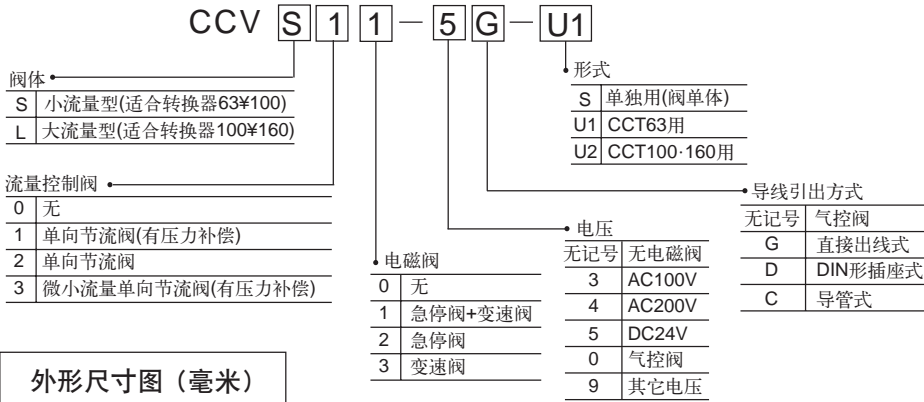 CCV S 1 1 - 5 G - U1
阀体
S 小流量型(适合转换器63¥100)
L 大流量型(适合转换器100¥160)
形式
S 单独用(阀单体)
U1 CCT63用
U2 CCT100·160用
流量控制阀
0 无
1 单向节流阀(有压力补偿)
2 单向节流阀
3 微小流量单向节流阀(有压力补偿)
电磁阀
0 无
1 急停阀+变速阀
2 急停阀
3 变速阀
电压
无记号 无电磁阀
3 AC100V
4 AC200V
5 DC24V
0 气控阀
9 其它电压
导线引出方式
无记号 气控阀
G 直接出线式
D DIN形插座式
C 导管式
外形尺寸图（毫米）